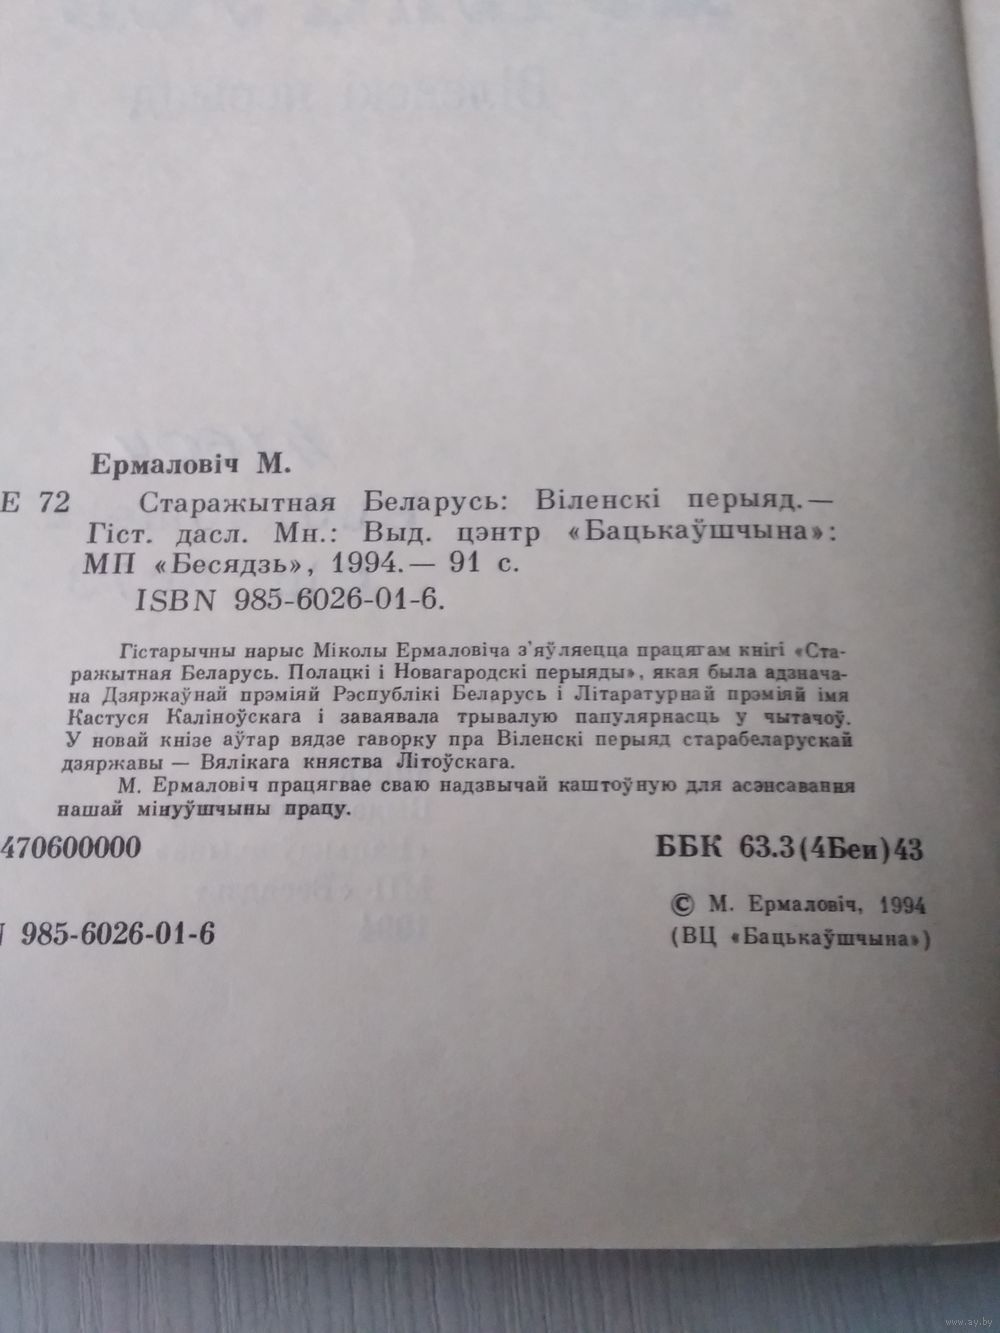 Ермаловіч М.
Е 72 Старажытная Беларусь: Віленскі перыяд.—
Гіст. дасл. Мн.: Выд. цэнтр «Бацькаўшчына»:
МП «Бесядзь», 1994.— 91 с.
ISBN 985-6026-01-6.
Гістарычны нарыс Міколы Ермаловіча з'яўляецца працягам кнігі «Ста-
ражытная Беларусь. Полацкі і Новагародскі перыяды», якая была адзнача-
на Дзяржаўнай прэміяй Рэспублікі Беларусь і Літаратурнай прэміяй імя
Кастуся Каліноўскага і заваявала трывалую папулярнасць у чытачоў.
У новай кнізе аўтар вядзе гаворку пра Віленскі перыяд старабеларускай
дзяржавы — Вялікага княства Літоўскага.
М. Ермаловіч працягвае сваю надзвычай каштоўную для асэнсавання
нашай мінуўшчыны працу.
470600000 ББК 63.3(4Беи)43
© М. Ермаловіч, 1994
N 985-6026-01-6 (ВЦ «Бацькаўшчына»)
www.ay.by